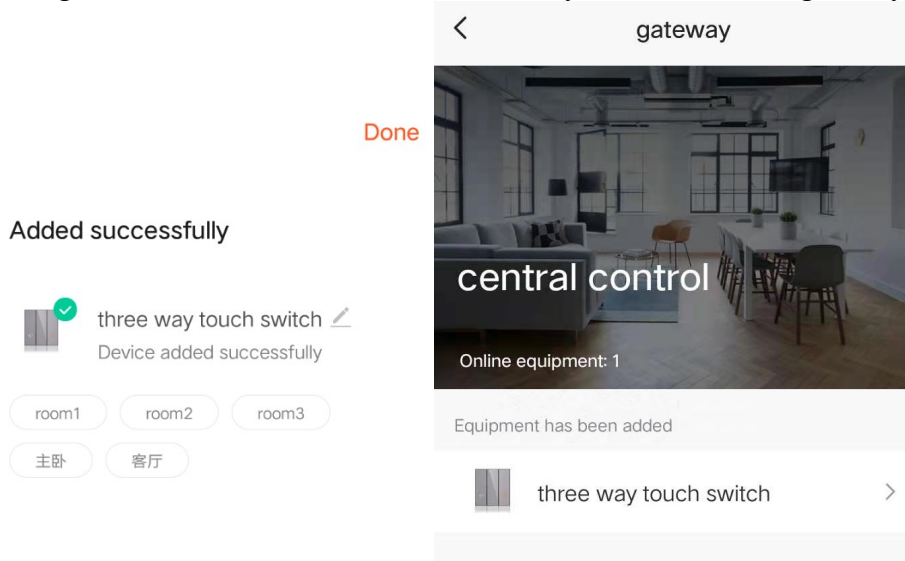 Done
Added successfully
three way touch switch
Device added successfully
room1 room2 room3
主卧 客厅
gateway
central control
Online equipment: 1
Equipment has been added
three way touch switch